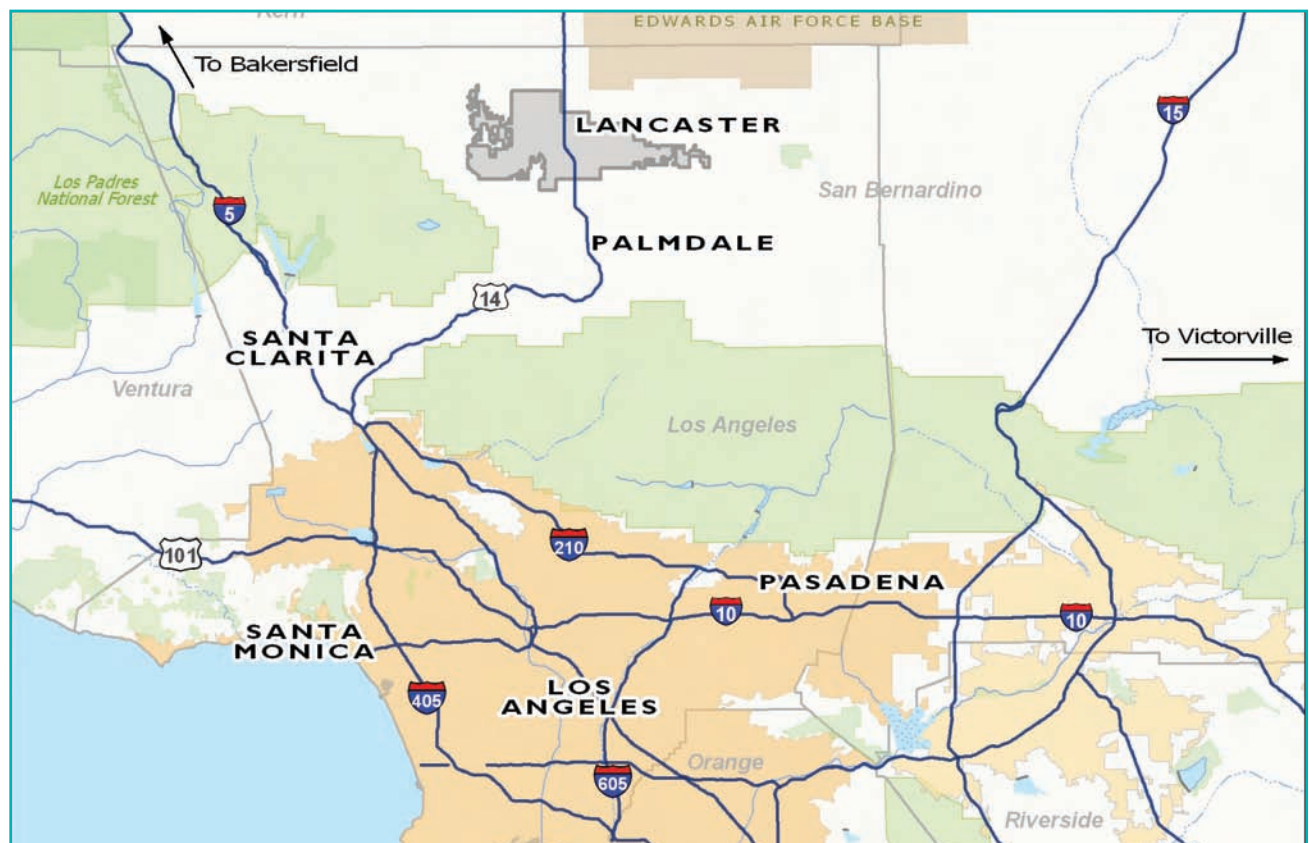 Kern
EDWARDS AIR FORCE BASE
To Bakersfield
15
LANCASTER
Los Padres
National Forest
San Bernardino
5
PALMDALE
14
SANTA
CLARITA
To Victorville
Ventura
Los Angeles
101
210
PASADENA
10
10
SANTA
MONICA
405
LOS
ANGELES
Orange
605
Riverside